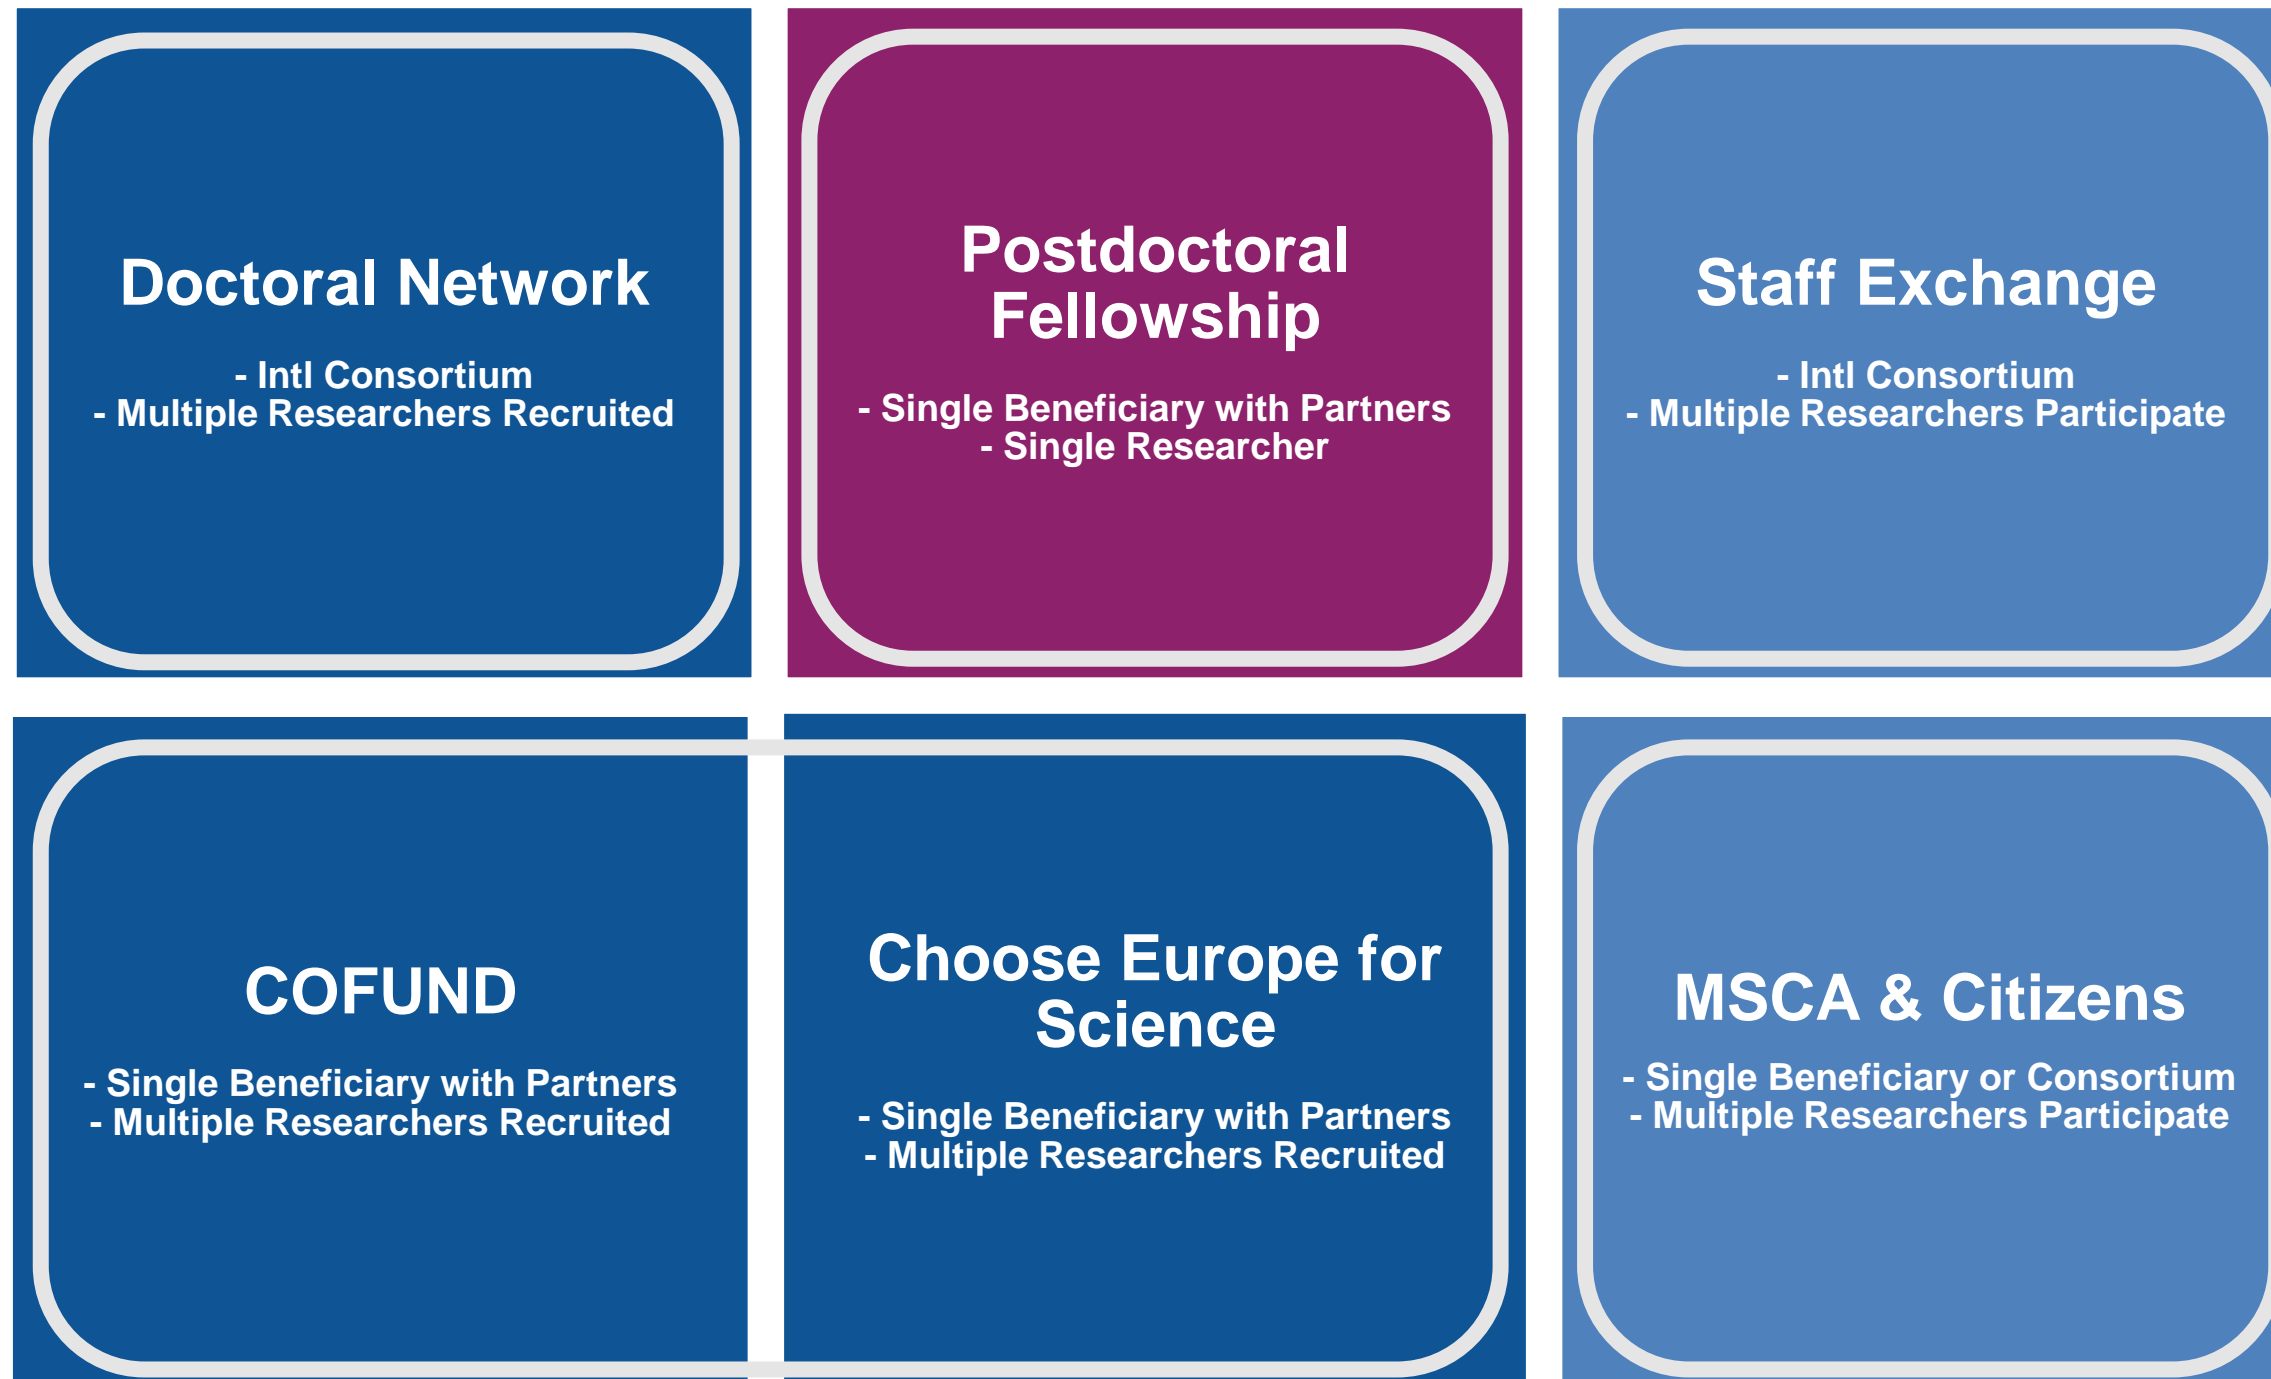 Doctoral Network
- Intl Consortium
- Multiple Researchers Recruited
Postdoctoral
Fellowship
- Single Beneficiary with Partners
- Single Researcher
Staff Exchange
- Intl Consortium
- Multiple Researchers Participate
COFUND
- Single Beneficiary with Partners
- Multiple Researchers Recruited
Choose Europe for
Science
- Single Beneficiary with Partners
- Multiple Researchers Recruited
MSCA & Citizens
- Single Beneficiary or Consortium
- Multiple Researchers Participate